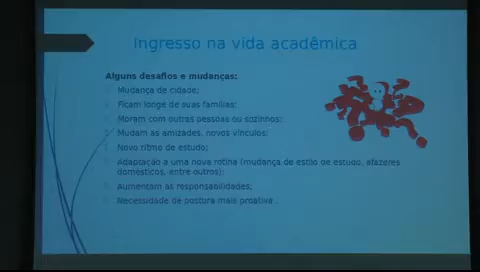 Ingresso na vida acadêmica
Alguns desafios e mudanças:
Mudança de cidade;
Ficam longe de suas famílias;
Moram com outras pessoas ou sozinhos;
Mudam as amizades, novos vínculos;
Novo ritmo de estudo;
Adaptação a uma nova rotina (mudança de estilo de estudo, afazeres
domésticos, entre outros);
Aumentam as responsabilidades;
Necessidade de postura mais proativa.